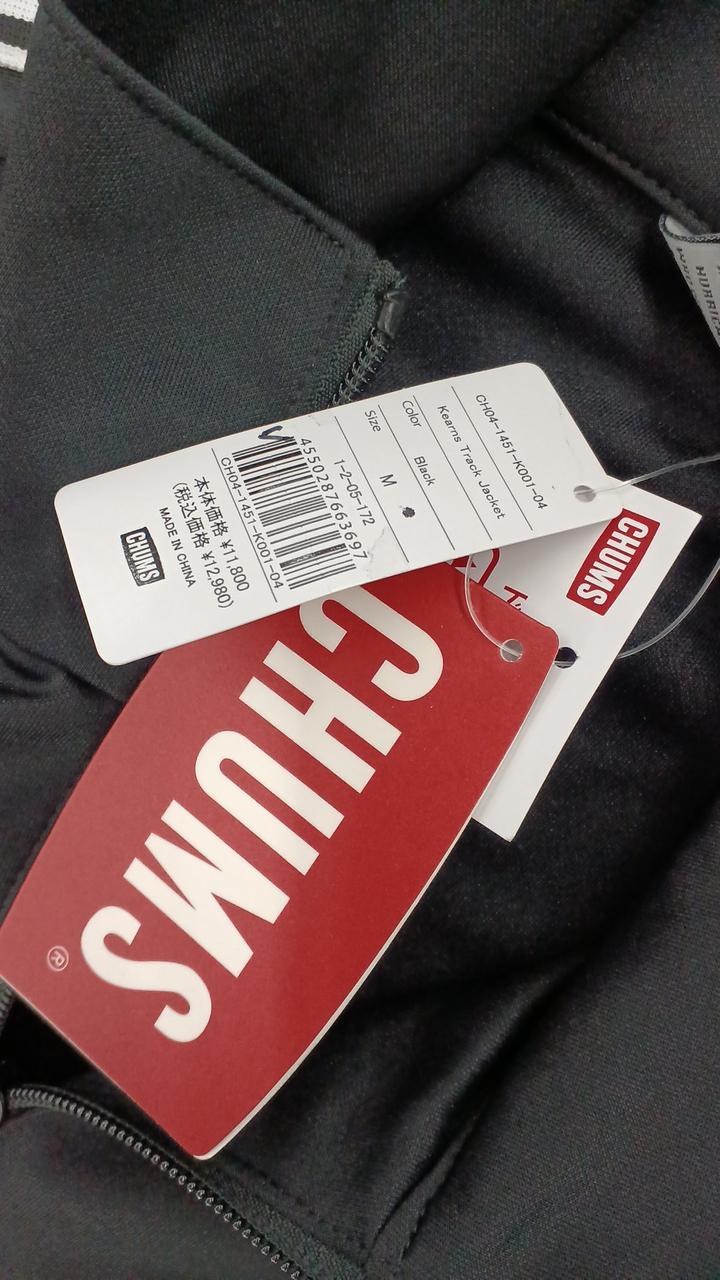 CH04-1451-K001-04
Kearns Track Jacket
Color
Black
Size
M
1-2-05-172
4550287663697
CH04-1451-K001-04
本体価格 ¥11,800
(税込価格 ¥12,980)
MADE IN CHINA
CHUMS
CHUMS
CHUMS
®